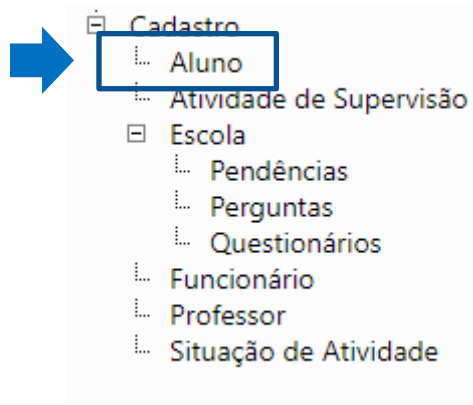 Cadastro
Aluno
Atividade de Supervisão
Escola
Pendências
Perguntas
Questionários
Funcionário
Professor
Situação de Atividade